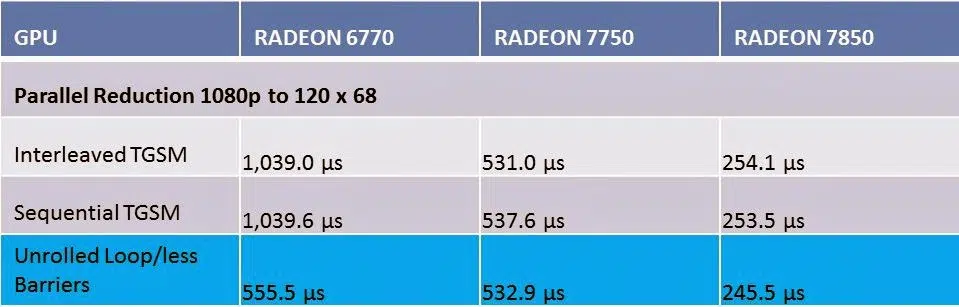 GPU RADEON 6770 RADEON 7750 RADEON 7850
Parallel Reduction 1080p to 120 x 68
Interleaved TGSM 1,039.0 µs 531.0 µs 254.1 µs
Sequential TGSM 1,039.6 µs 537.6 µs 253.5 µs
Unrolled Loop/less
Barriers 555.5 µs 532.9 µs 245.5 µs